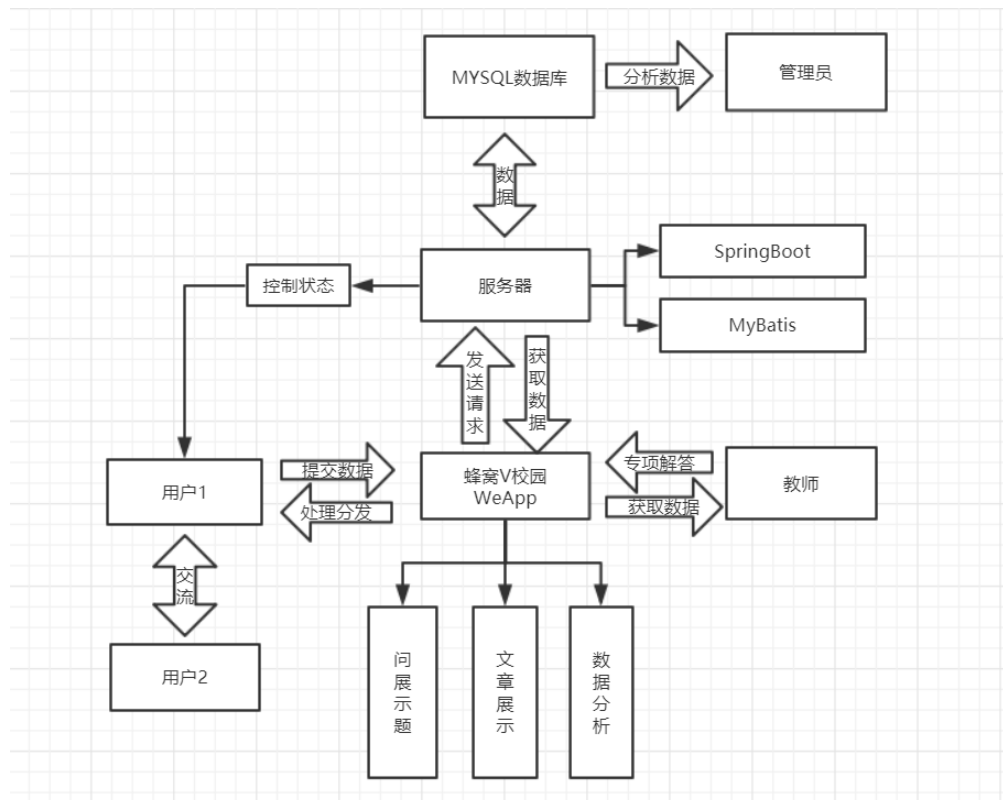 MYSQL数据库
分析数据
管理员
数据
SpringBoot
控制状态
服务器
MyBatis
发送请求
获取数据
提交数据
蜂窝V校园
WeApp
专项解答
教师
用户1
处理分发
获取数据
交流
用户2
问展示题
文章展示
数据分析